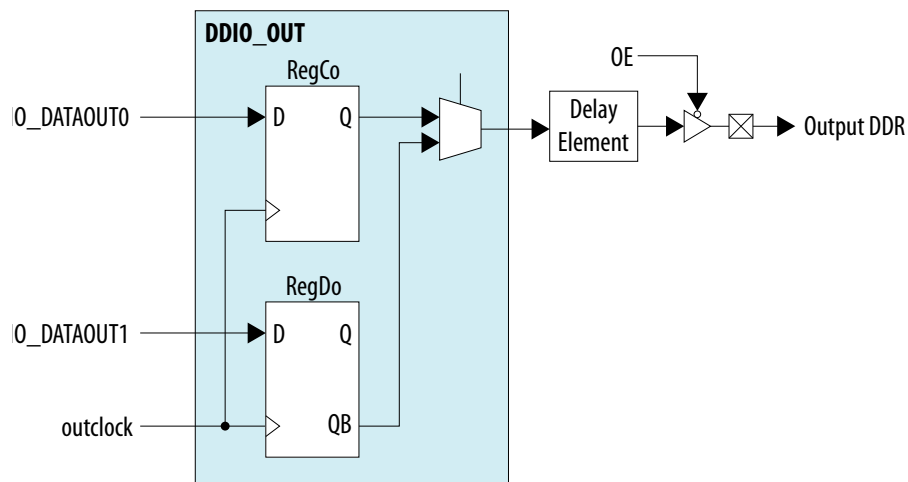 DDIO_OUT
RegCo
OE
IO_DATAOUT0
D
Q
Delay
Element
Output DDR
RegDo
IO_DATAOUT1
D
Q
QB
outclock